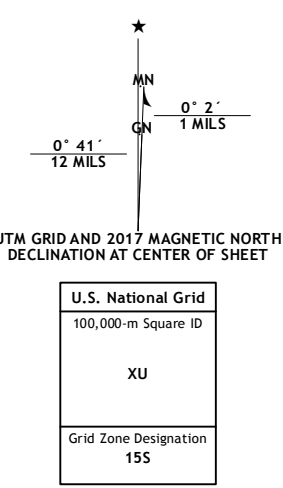 ★
MN
0° 2´
1 MILS
GN
0° 41´
12 MILS
UTM GRID AND 2017 MAGNETIC NORTH
DECLINATION AT CENTER OF SHEET
U.S. National Grid
100,000-m Square ID
XU
Grid Zone Designation
15S